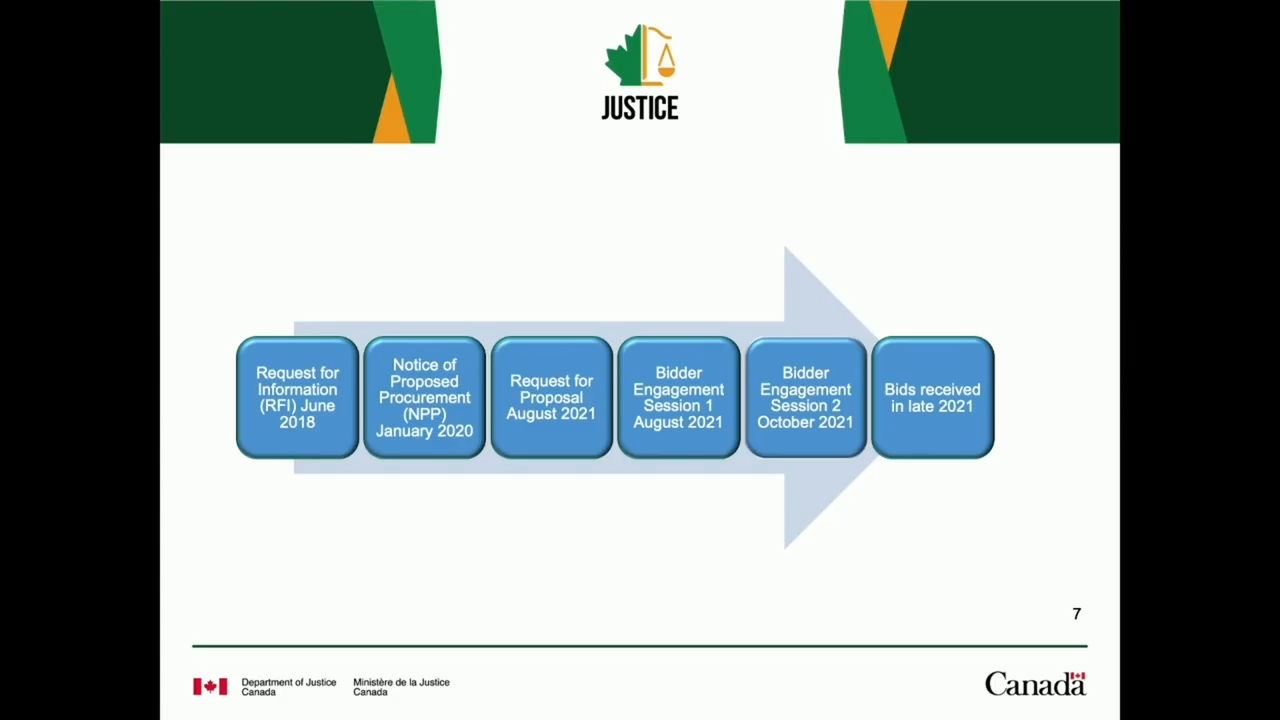 JUSTICE
Request for
Information
(RFI) June
2018
Notice of
Proposed
Procurement
(NPP)
January 2020
Request for
Proposal
August 2021
Bidder
Engagement
Session 1
August 2021
Bidder
Engagement
Session 2
October 2021
Bids received
in late 2021
7
Department of Justice
Canada
Ministère de la Justice
Canada
Canada